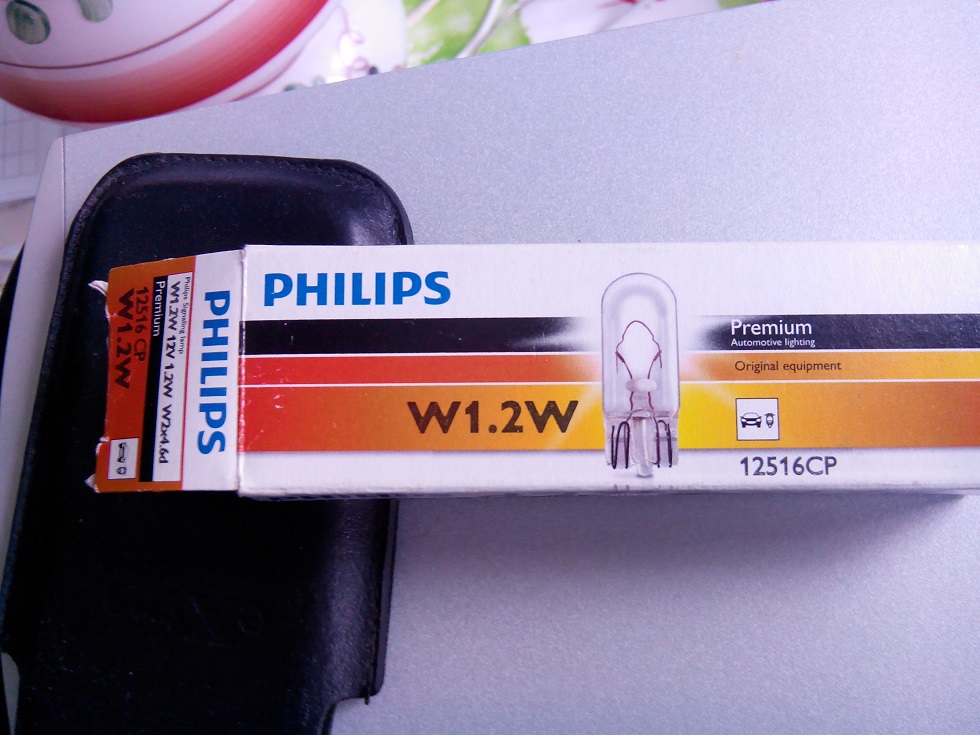 PHILIPS
Premium
Automotive lighting
Original equipment
W1.2W
12516CP
PHILIPS
Philips Signaling lamp
W1.2W 12V 1.2W W2x4.6d
Premium
12516 CP
W1.2W